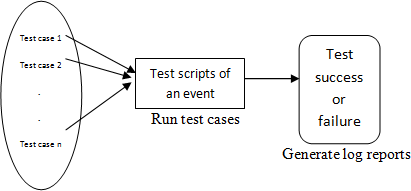 Test case 1
Test case 2
.
.
Test case n
Test scripts of
an event
Run test cases
Test
success
or
failure
Generate log reports